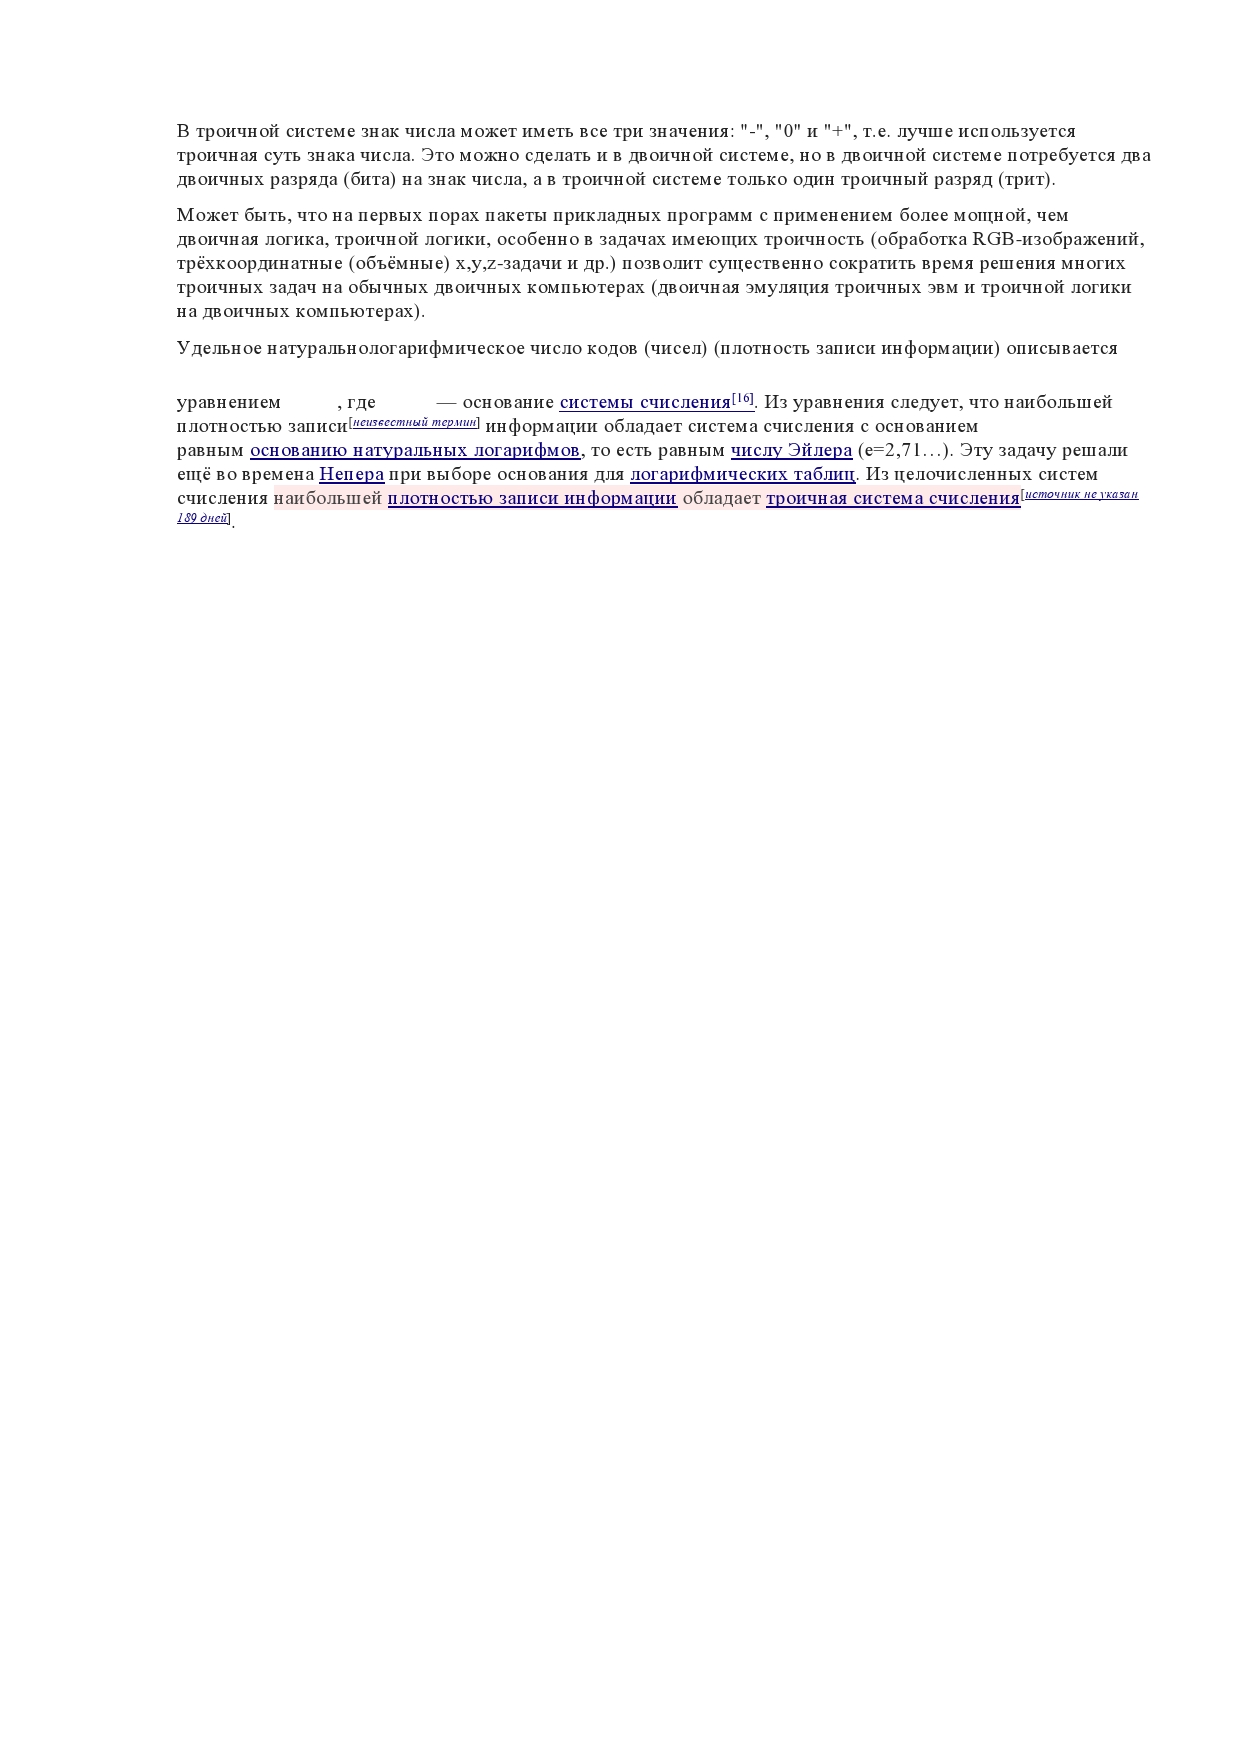 В троичной системе знак числа может иметь все три значения: "-", "0" и "+", т.е. лучше используется
троичная суть знака числа. Это можно сделать и в двоичной системе, но в двоичной системе потребуется два
двоичных разряда (бита) на знак числа, а в троичной системе только один троичный разряд (трит).
Может быть, что на первых порах пакеты прикладных программ с применением более мощной, чем
двоичная логика, троичной логики, особенно в задачах имеющих троичность (обработка RGB-изображений,
трёхкоординатные (объёмные) x,y,z-задачи и др.) позволит существенно сократить время решения многих
троичных задач на обычных двоичных компьютерах (двоичная эмуляция троичных эвм и троичной логики
на двоичных компьютерах).
Удельное натуральнологарифмическое число кодов (чисел) (плотность записи информации) описывается
уравнением , где — основание системы счисления[16]. Из уравнения следует, что наибольшей
плотностью записи[неизвестный термин] информации обладает система счисления с основанием
равным основанию натуральных логарифмов, то есть равным числу Эйлера (е=2,71…). Эту задачу решали
ещё во времена Непера при выборе основания для логарифмических таблиц. Из целочисленных систем
счисления наибольшей плотностью записи информации обладает троичная система счисления[источник не указан
189 дней].